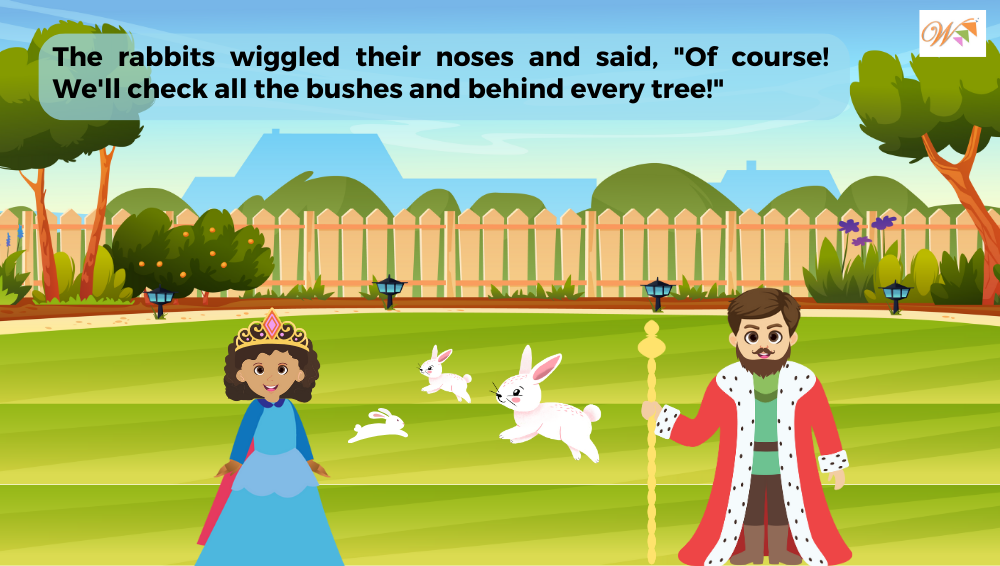 The rabbits wiggled their noses and said, "Of course!
We'll check all the bushes and behind every tree!"
W